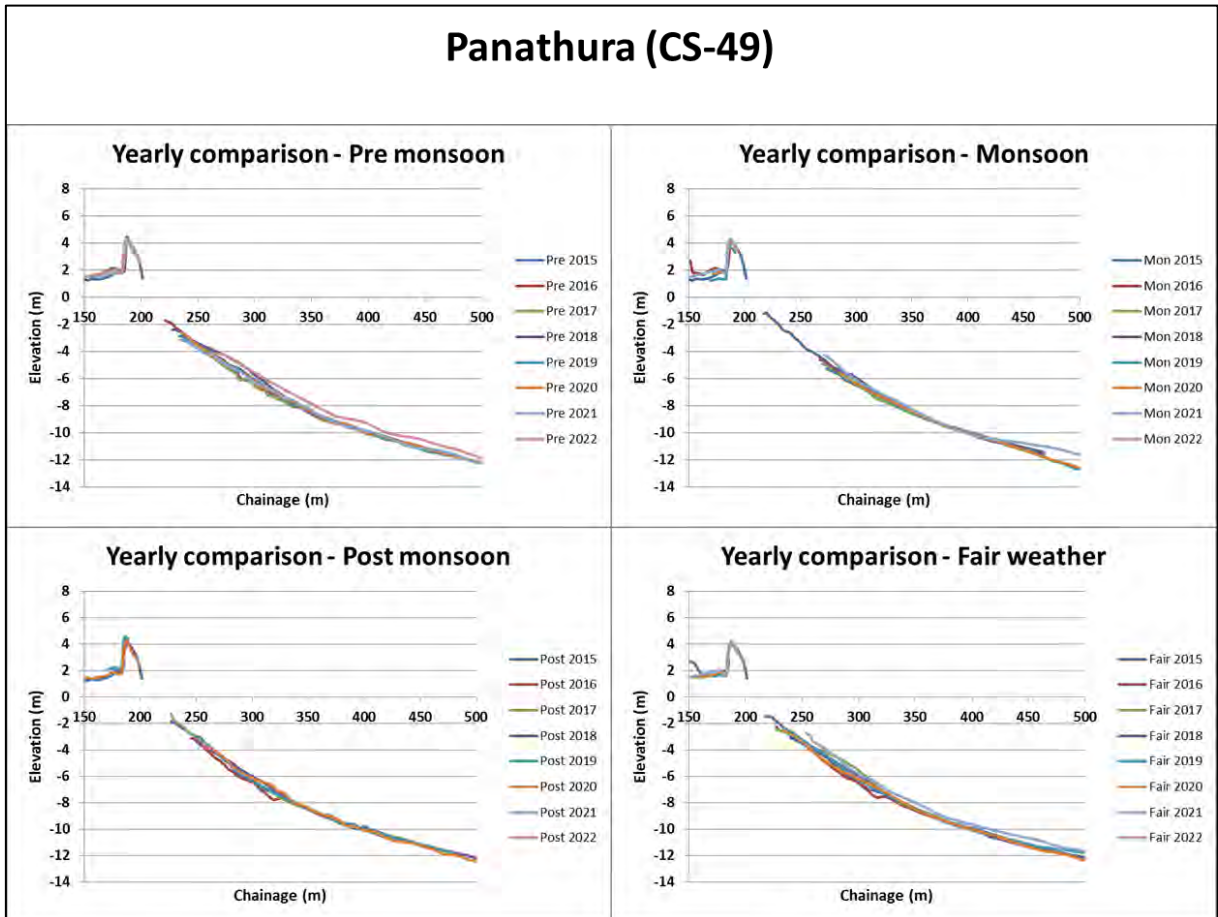 Panathura (CS-49)
Yearly comparison - Pre monsoon
8
6
4
2
0
-2
-4
-6
-8
-10
-12
-14
150 200 250 300 350 400 450 500
Elevation (m)
Chainage (m)
Pre 2015
Pre 2016
Pre 2017
Pre 2018
Pre 2019
Pre 2020
Pre 2021
Pre 2022
Yearly comparison - Monsoon
8
6
4
2
0
-2
-4
-6
-8
-10
-12
-14
150 200 250 300 350 400 450 500
Elevation (m)
Chainage (m)
Mon 2015
Mon 2016
Mon 2017
Mon 2018
Mon 2019
Mon 2020
Mon 2021
Mon 2022
Yearly comparison - Post monsoon
8
6
4
2
0
-2
-4
-6
-8
-10
-12
-14
150 200 250 300 350 400 450 500
Elevation (m)
Chainage (m)
Post 2015
Post 2016
Post 2017
Post 2018
Post 2019
Post 2020
Post 2021
Post 2022
Yearly comparison - Fair weather
8
6
4
2
0
-2
-4
-6
-8
-10
-12
-14
150 200 250 300 350 400 450 500
Elevation (m)
Chainage (m)
Fair 2015
Fair 2016
Fair 2017
Fair 2018
Fair 2019
Fair 2020
Fair 2021
Fair 2022